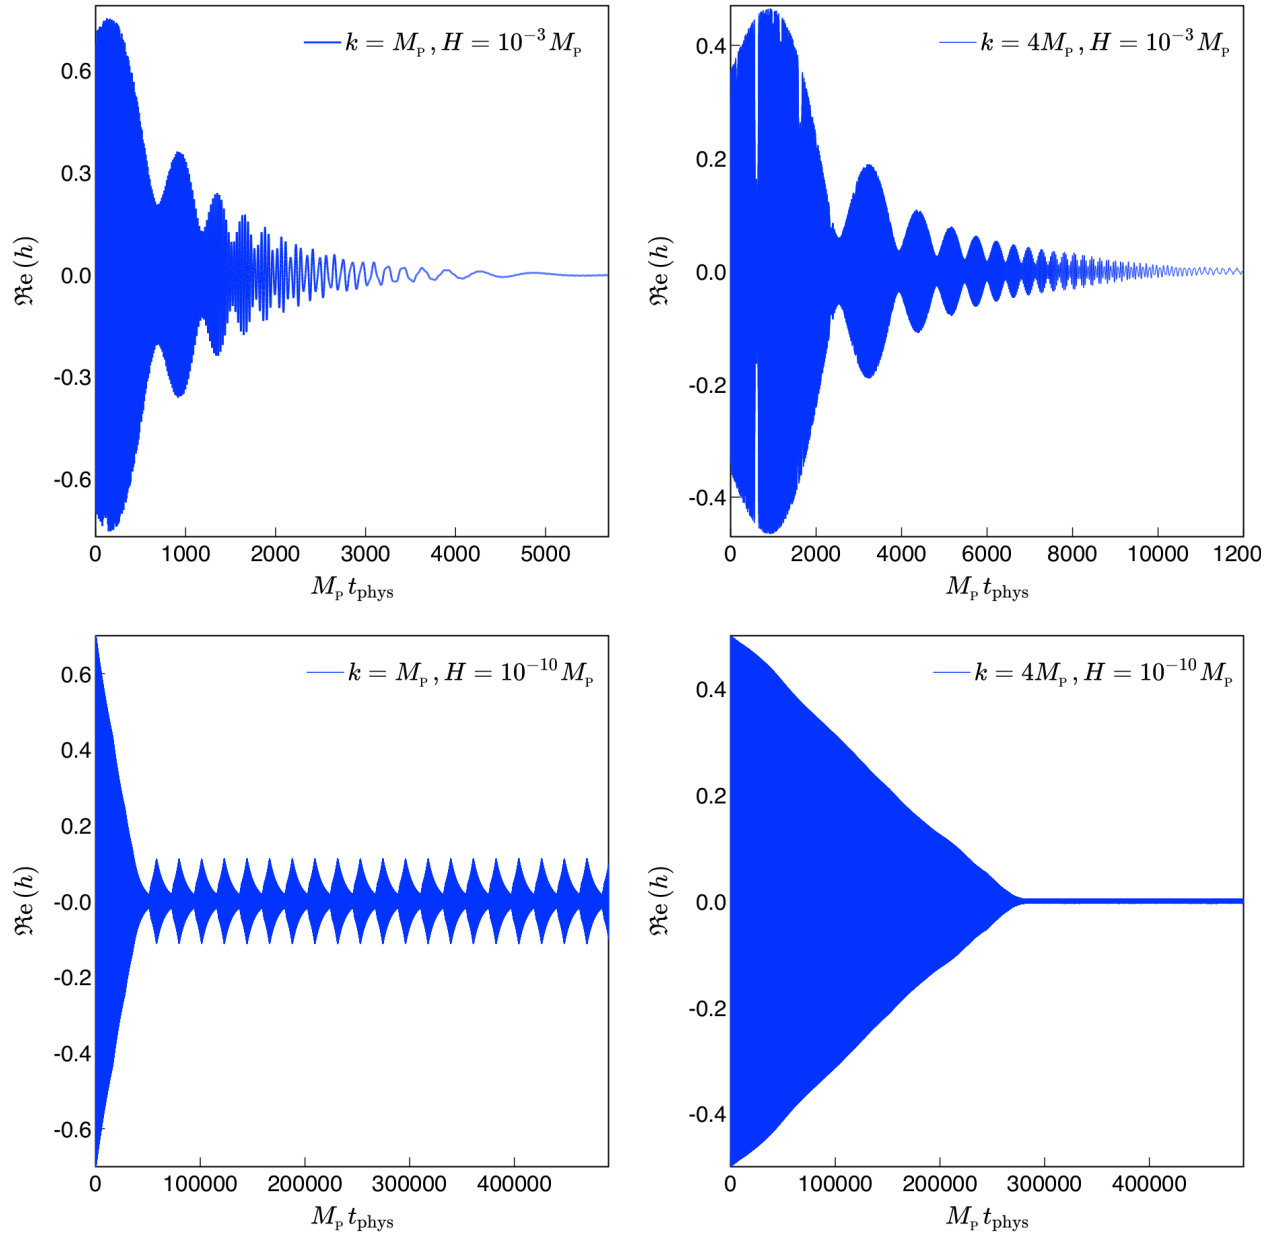 k = M_P, H = 10^{-3} M_P
0.6
0.3
0.0
-0.3
-0.6
ℜe (h)
0 1000 2000 3000 4000 5000
M_P t_phys
k = 4M_P, H = 10^{-3} M_P
0.4
0.2
0.0
-0.2
-0.4
ℜe (h)
0 2000 4000 6000 8000 10000 1200
M_P t_phys
k = M_P, H = 10^{-10} M_P
0.6
0.4
0.2
-0.0
-0.2
-0.4
-0.6
ℜe (h)
0 100000 200000 300000 400000
M_P t_phys
k = 4M_P, H = 10^{-10} M_P
0.4
0.2
0.0
-0.2
-0.4
ℜe (h)
0 100000 200000 300000 400000
M_P t_phys